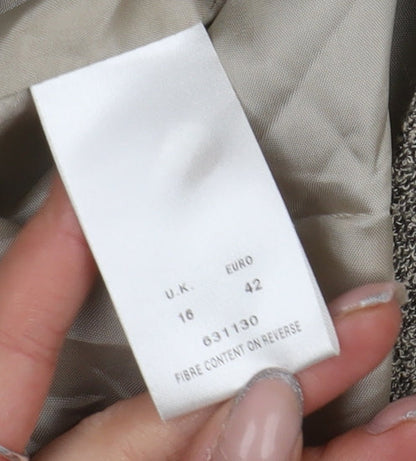 U.K. EURO
16 42
631130
FIBRE CONTENT ON REVERSE